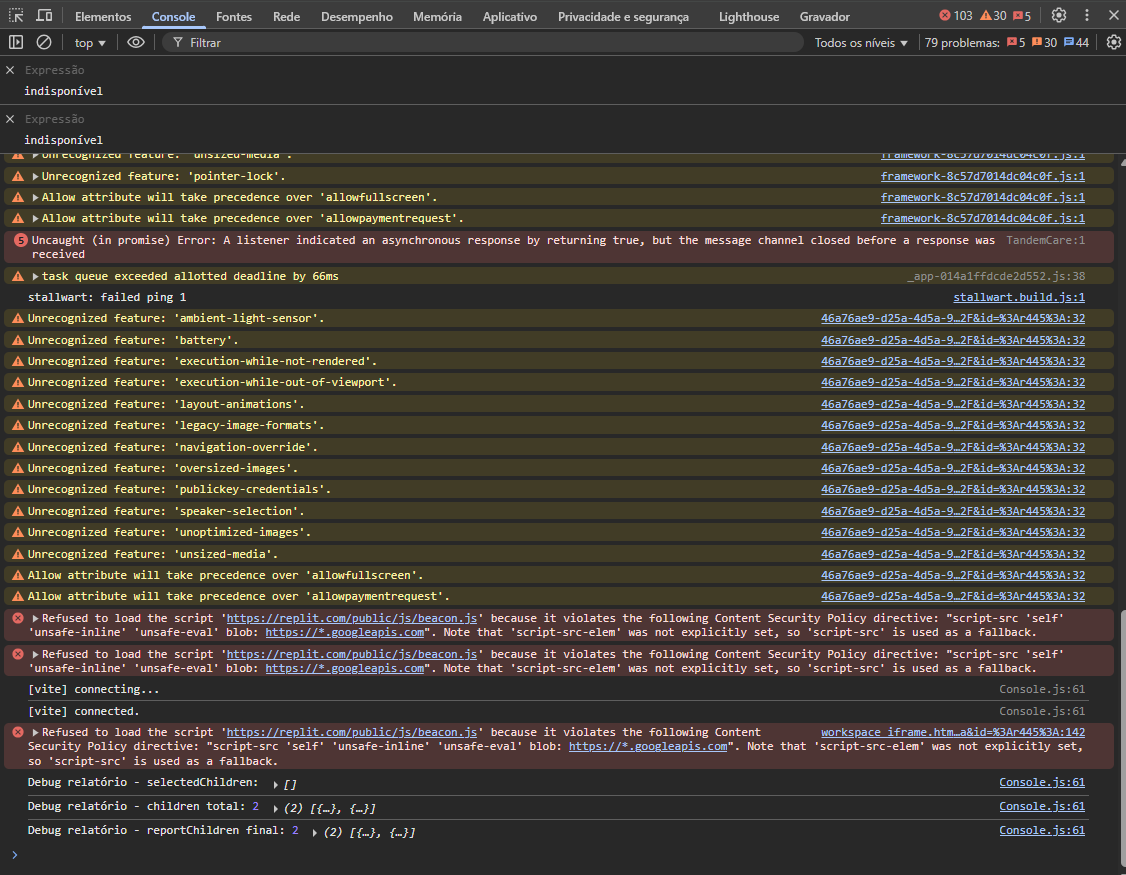 Elementos Console Fontes Rede Desempenho Memória Aplicativo Privacidade e segurança Lighthouse Gravador 103 30 5
top Filtrar Todos os níveis 79 problemas: 5 30 44
Expressão
indisponível
Expressão
indisponível
Unrecognized feature: 'unsized-media'. framework-8c57d7014dc04c0f.js:1
Unrecognized feature: 'pointer-lock'. framework-8c57d7014dc04c0f.js:1
Allow attribute will take precedence over 'allowfullscreen'. framework-8c57d7014dc04c0f.js:1
Allow attribute will take precedence over 'allowpaymentrequest'. framework-8c57d7014dc04c0f.js:1
5 Uncaught (in promise) Error: A listener indicated an asynchronous response by returning true, but the message channel closed before a response was TandemCare:1
received
task queue exceeded allotted deadline by 66ms _app-014a1ffdcde2d552.js:38
stallwart: failed ping 1 stallwart.build.js:1
Unrecognized feature: 'ambient-light-sensor'. 46a76ae9-d25a-4d5a-9…2F&id=%3Ar445%3A:32
Unrecognized feature: 'battery'. 46a76ae9-d25a-4d5a-9…2F&id=%3Ar445%3A:32
Unrecognized feature: 'execution-while-not-rendered'. 46a76ae9-d25a-4d5a-9…2F&id=%3Ar445%3A:32
Unrecognized feature: 'execution-while-out-of-viewport'. 46a76ae9-d25a-4d5a-9…2F&id=%3Ar445%3A:32
Unrecognized feature: 'layout-animations'. 46a76ae9-d25a-4d5a-9…2F&id=%3Ar445%3A:32
Unrecognized feature: 'legacy-image-formats'. 46a76ae9-d25a-4d5a-9…2F&id=%3Ar445%3A:32
Unrecognized feature: 'navigation-override'. 46a76ae9-d25a-4d5a-9…2F&id=%3Ar445%3A:32
Unrecognized feature: 'oversized-images'. 46a76ae9-d25a-4d5a-9…2F&id=%3Ar445%3A:32
Unrecognized feature: 'publickey-credentials'. 46a76ae9-d25a-4d5a-9…2F&id=%3Ar445%3A:32
Unrecognized feature: 'speaker-selection'. 46a76ae9-d25a-4d5a-9…2F&id=%3Ar445%3A:32
Unrecognized feature: 'unoptimized-images'. 46a76ae9-d25a-4d5a-9…2F&id=%3Ar445%3A:32
Unrecognized feature: 'unsized-media'. 46a76ae9-d25a-4d5a-9…2F&id=%3Ar445%3A:32
Allow attribute will take precedence over 'allowfullscreen'. 46a76ae9-d25a-4d5a-9…2F&id=%3Ar445%3A:32
Allow attribute will take precedence over 'allowpaymentrequest'. 46a76ae9-d25a-4d5a-9…2F&id=%3Ar445%3A:32
Refused to load the script 'https://replit.com/public/js/beacon.js' because it violates the following Content Security Policy directive: "script-src 'self'
'unsafe-inline' 'unsafe-eval' blob: https://*.googleapis.com". Note that 'script-src-elem' was not explicitly set, so 'script-src' is used as a fallback.
Refused to load the script 'https://replit.com/public/js/beacon.js' because it violates the following Content Security Policy directive: "script-src 'self'
'unsafe-inline' 'unsafe-eval' blob: https://*.googleapis.com". Note that 'script-src-elem' was not explicitly set, so 'script-src' is used as a fallback.
[vite] connecting... Console.js:61
[vite] connected. Console.js:61
Refused to load the script 'https://replit.com/public/js/beacon.js' because it violates the following Content workspace_iframe.htm…a&id=%3Ar445%3A:142
Security Policy directive: "script-src 'self' 'unsafe-inline' 'unsafe-eval' blob: https://*.googleapis.com". Note that 'script-src-elem' was not explicitly set,
so 'script-src' is used as a fallback.
Debug relatório - selectedChildren: [] Console.js:61
Debug relatório - children total: 2 (2) [{…}, {…}] Console.js:61
Debug relatório - reportChildren final: 2 (2) [{…}, {…}] Console.js:61